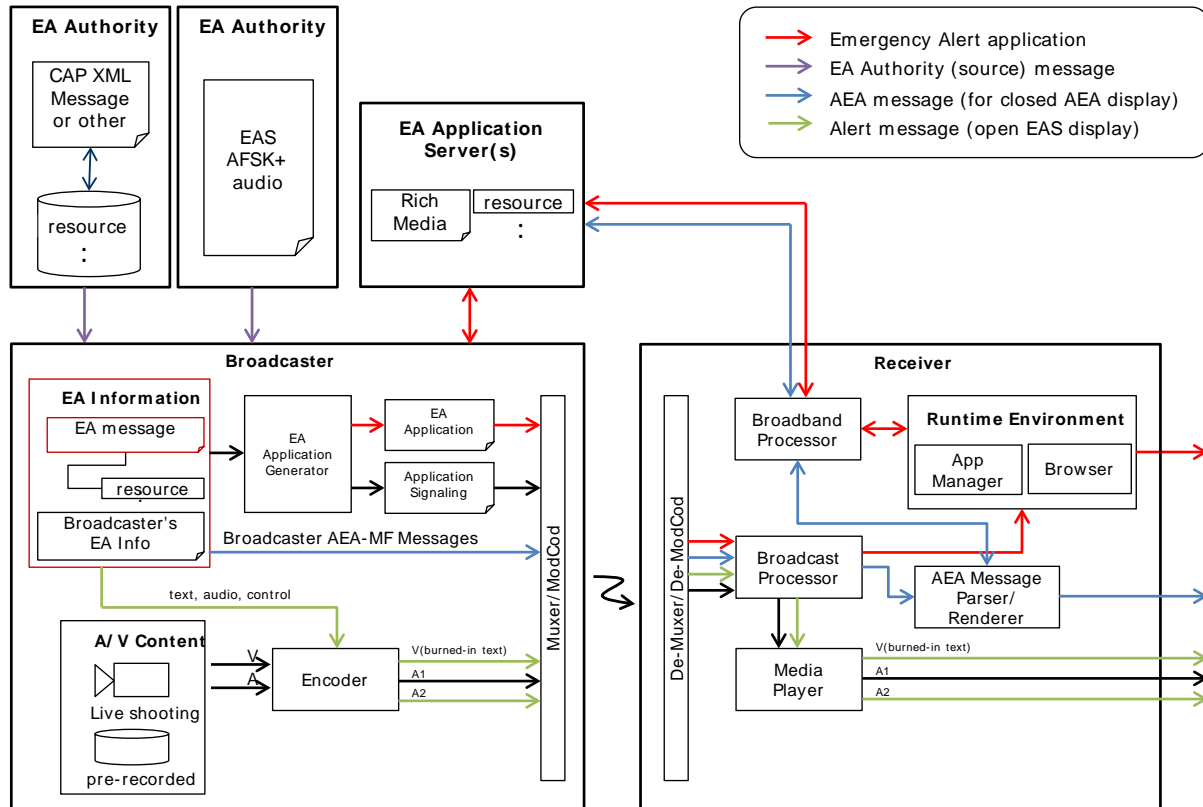 EA Authority
CAP XML
Message
or other
resource
:
EA Authority
EAS
AFSK+
audio
EA Application
Server(s)
Rich
Media
resource
:
Emergency Alert application
EA Authority (source) message
AEA message (for closed AEA display)
Alert message (open EAS display)
Broadcaster
EA Information
EA message
resource
:
Broadcaster's
EA Info
EA
Application
Generator
EA
Application
Application
Signaling
Broadcaster AEA-MF Messages
text, audio, control
A/V Content
Live shooting
pre-recorded
V
A
Encoder
V(burned-in text)
A1
A2
Muxer/ModCod
Receiver
De-Muxer/De-ModCod
Broadband
Processor
Runtime Environment
App
Manager
Browser
Broadcast
Processor
AEA Message
Parser/
Renderer
Media
Player
V(burned-in text)
A1
A2